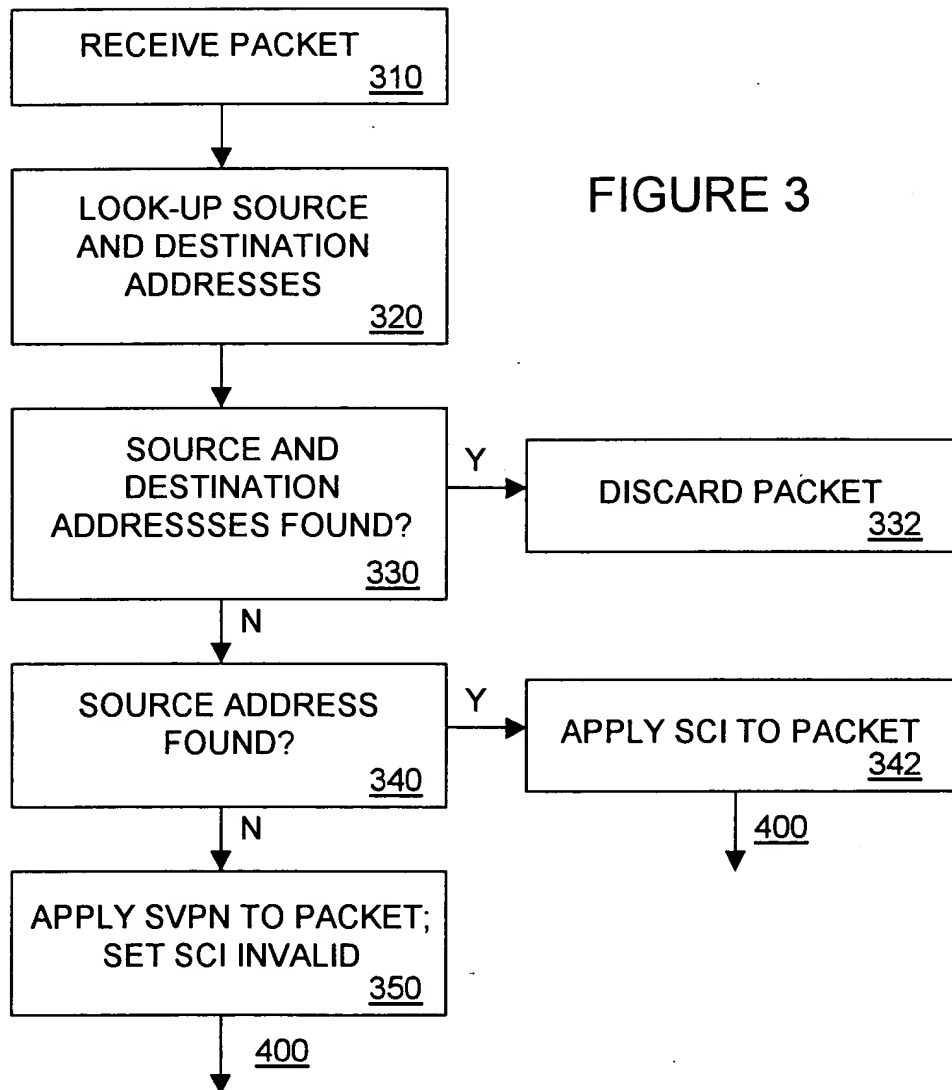 RECEIVE PACKET
310
FIGURE 3
LOOK-UP SOURCE
AND DESTINATION
ADDRESSES
320
SOURCE AND
DESTINATION
ADDRESSSES FOUND?
330
Y
DISCARD PACKET
332
N
SOURCE ADDRESS
FOUND?
340
Y
APPLY SCI TO PACKET
342
400
N
APPLY SVPN TO PACKET;
SET SCI INVALID
350
400